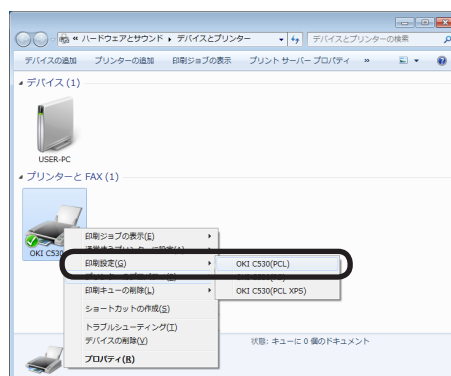 « ハードウェアとサウンド ▸ デバイスとプリンター
デバイスとプリンターの検索
デバイスの追加 プリンターの追加 印刷ジョブの表示 プリント サーバー プロパティ »
デバイス (1)
USER-PC
プリンターと FAX (1)
OKI C530
印刷ジョブの表示(E)
印刷設定(G)
OKI C530(PCL)
印刷キューの削除(L)
OKI C530(PCL XPS)
ショートカットの作成(S)
トラブルシューティング(T)
デバイスの削除(V)
プロパティ(R)
状態: キューに 0 個のドキュメント